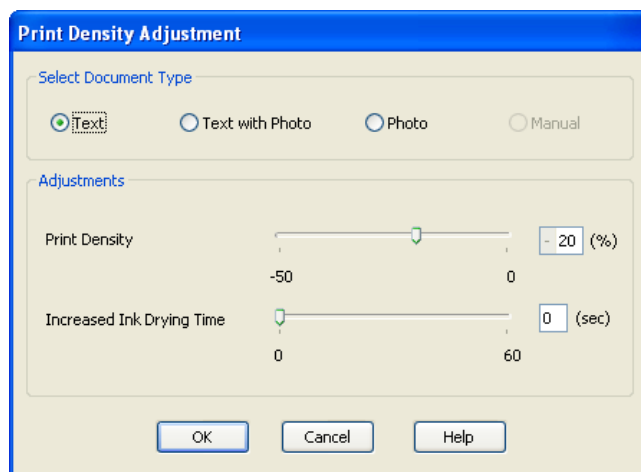 Print Density Adjustment
Select Document Type
Text Text with Photo Photo Manual
Adjustments
Print Density - 20 (%)
-50 0
Increased Ink Drying Time 0 (sec)
0 60
OK Cancel Help